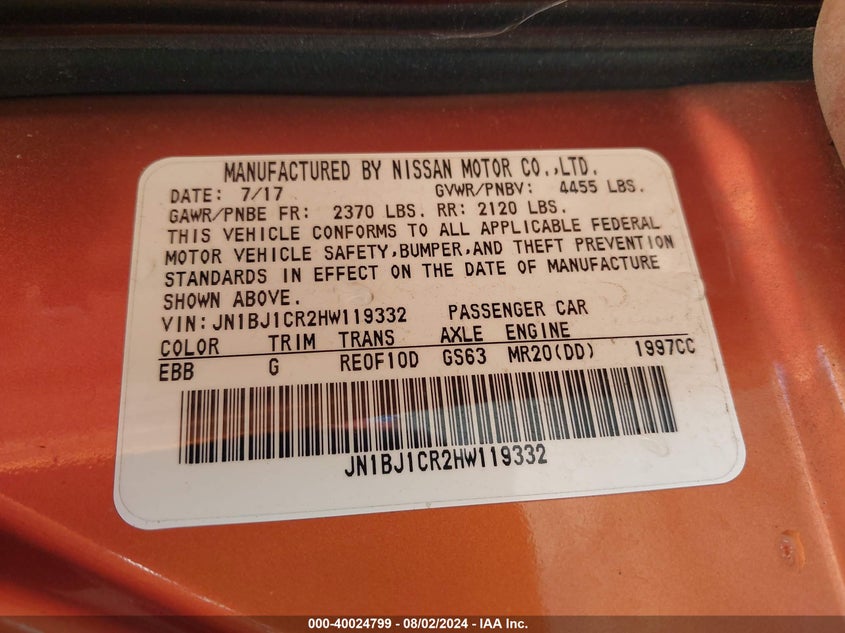 MANUFACTURED BY NISSAN MOTOR CO.,LTD.
DATE: 7/17 GVWR/PNBV: 4455 LBS.
GAWR/PNBE FR: 2370 LBS. RR: 2120 LBS.
THIS VEHICLE CONFORMS TO ALL APPLICABLE FEDERAL
MOTOR VEHICLE SAFETY,BUMPER,AND THEFT PREVENTION
STANDARDS IN EFFECT ON THE DATE OF MANUFACTURE
SHOWN ABOVE.
VIN:JN1BJ1CR2HW119332 PASSENGER CAR
COLOR TRIM TRANS AXLE ENGINE
EBB G RE0F10D GS63 MR20(DD) 1997CC
JN1BJ1CR2HW119332
000-40024799 - 08/02/2024 - IAA Inc.